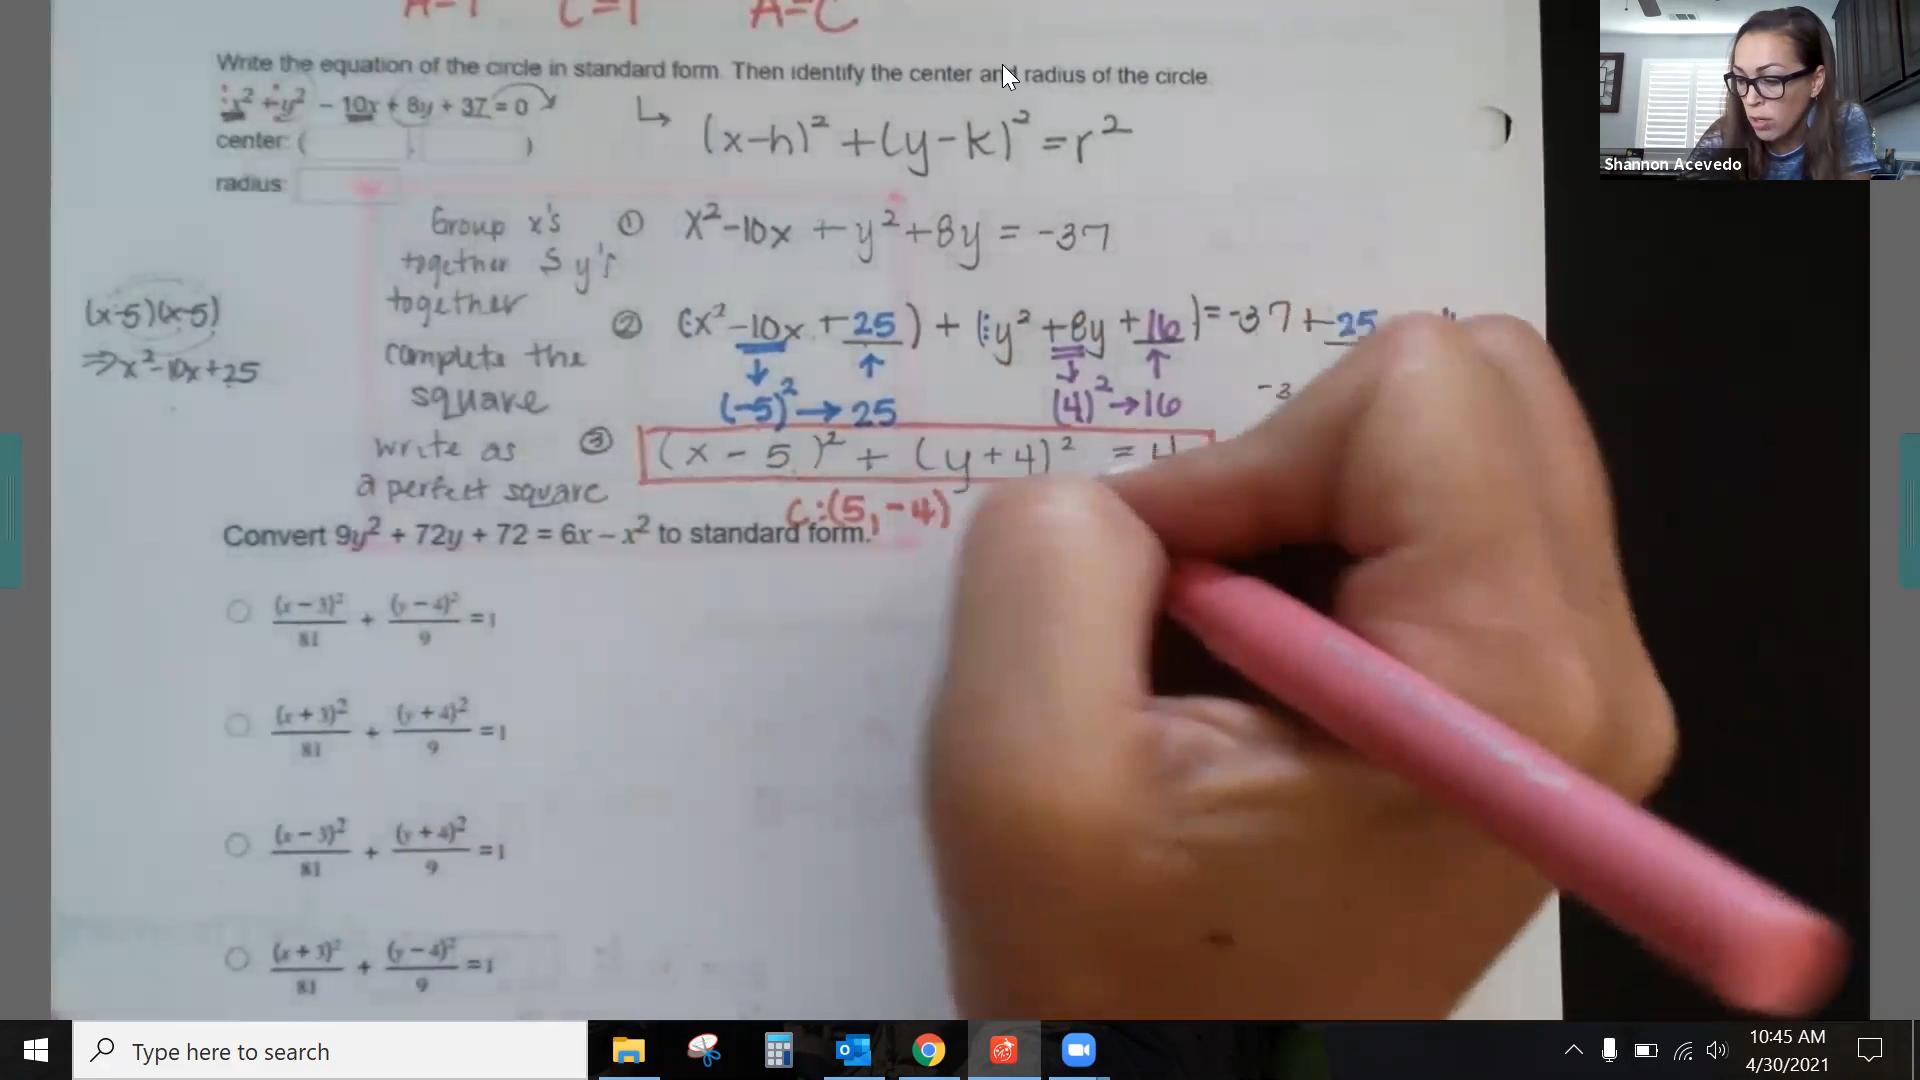 A=1 C=1 A=C
Write the equation of the circle in standard form. Then identify the center and radius of the circle.
x² + y² − 10x + 8y + 37 = 0
↳ (x-h)² + (y-k)² = r²
center: ( , )
radius:
Group x's
together & y's
together
① x²-10x + y²+8y = -37
(x-5)(x-5)
⇒ x²-10x+25
complete the
square
② (x² -10x + 25) + (y² +8y +16) = -37 +25
(-5)² → 25 (4)² → 16
-3
write as
a perfect square
③ (x - 5)² + (y+4)² = 4
C:(5,-4)
Convert 9y² + 72y + 72 = 6x − x² to standard form.
(x − 3)²/81 + (y − 4)²/9 = 1
(x + 3)²/81 + (y + 4)²/9 = 1
(x − 3)²/81 + (y + 4)²/9 = 1
(x + 3)²/81 + (y − 4)²/9 = 1
Shannon Acevedo
Type here to search
10:45 AM
4/30/2021